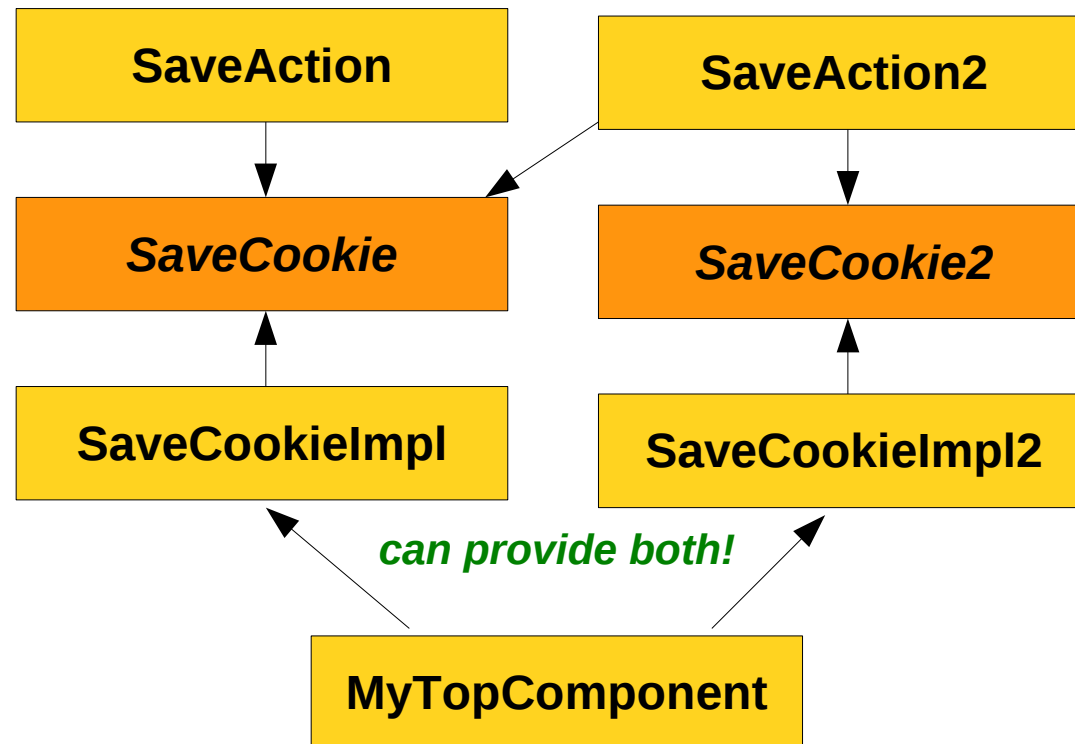 SaveAction
SaveAction2
SaveCookie
SaveCookie2
SaveCookieImpl
SaveCookieImpl2
can provide both!
MyTopComponent